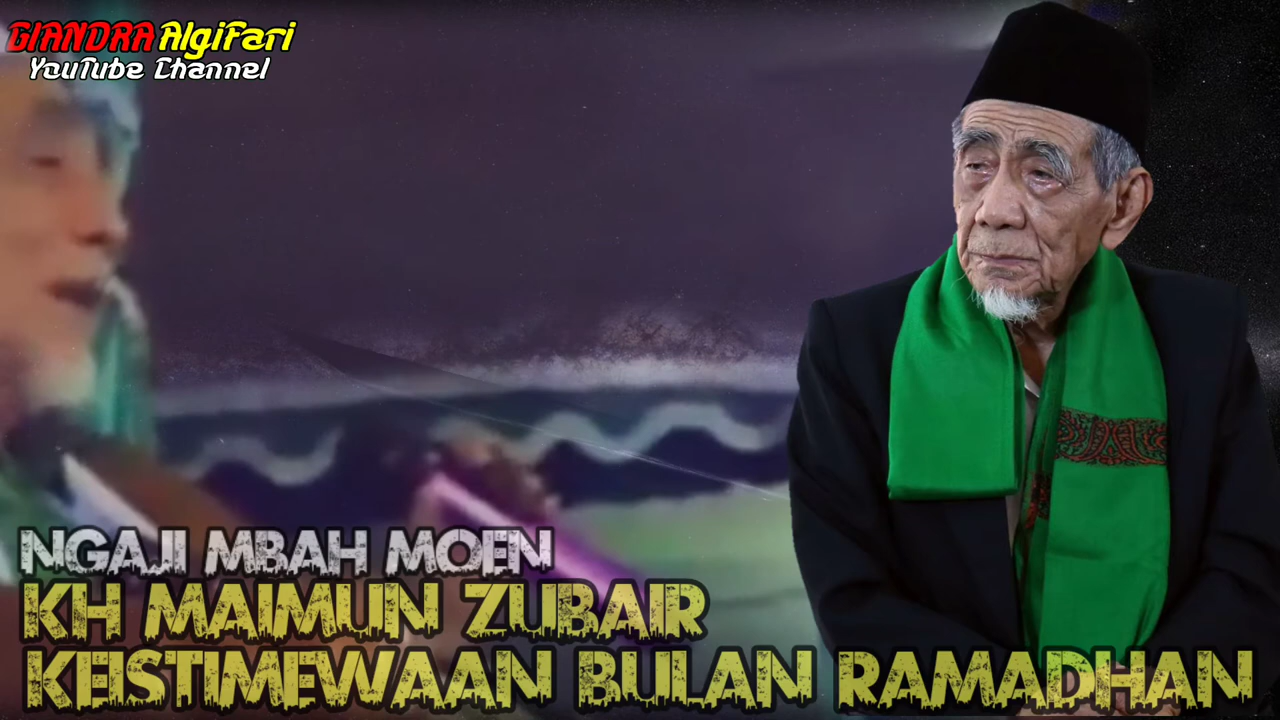 GIANDRA AlgiFari
YouTube Channel
NGAJI MBAH MOEN
KH MAIMUN ZUBAIR
KEISTIMEWAAN BULAN RAMADHAN